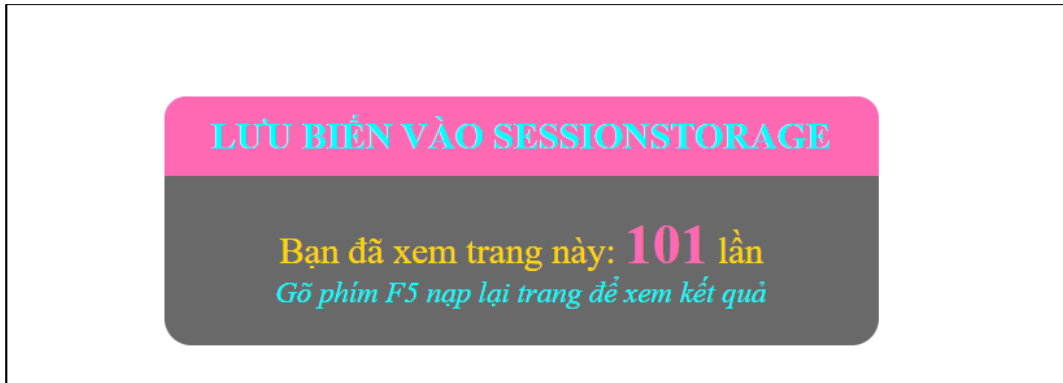 LƯU BIẾN VÀO SESSIONSTORAGE
Bạn đã xem trang này: 101 lần
Gõ phím F5 nạp lại trang để xem kết quả